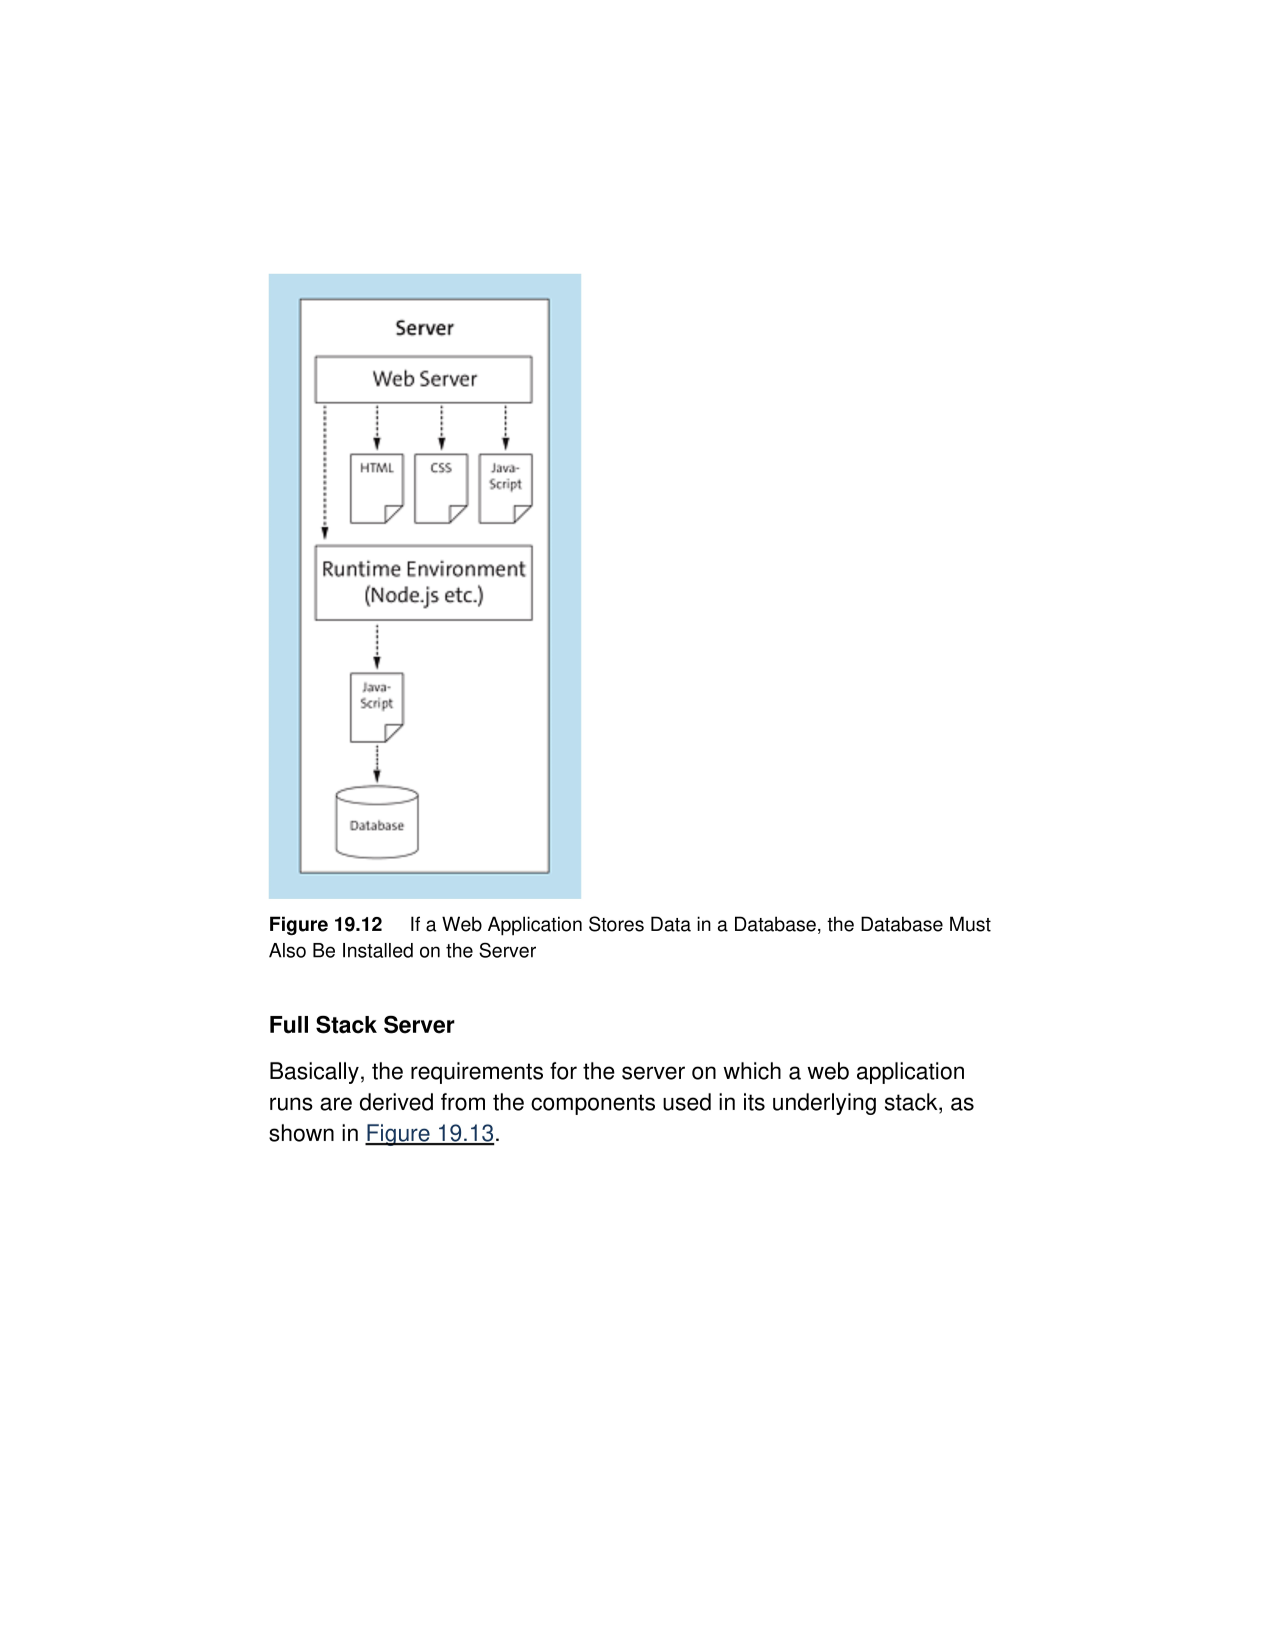 Server
Web Server
HTML
CSS
Java-
Script
Runtime Environment
(Node.js etc.)
Java-
Script
Database
Figure 19.12 If a Web Application Stores Data in a Database, the Database Must
Also Be Installed on the Server
Full Stack Server
Basically, the requirements for the server on which a web application
runs are derived from the components used in its underlying stack, as
shown in Figure 19.13.